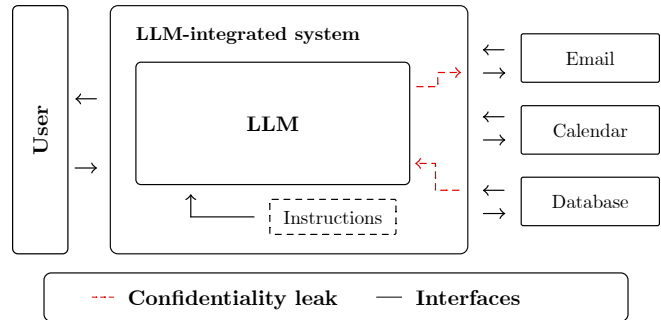 LLM-integrated system
User
LLM
Instructions
Email
Calendar
Database
Confidentiality leak
Interfaces